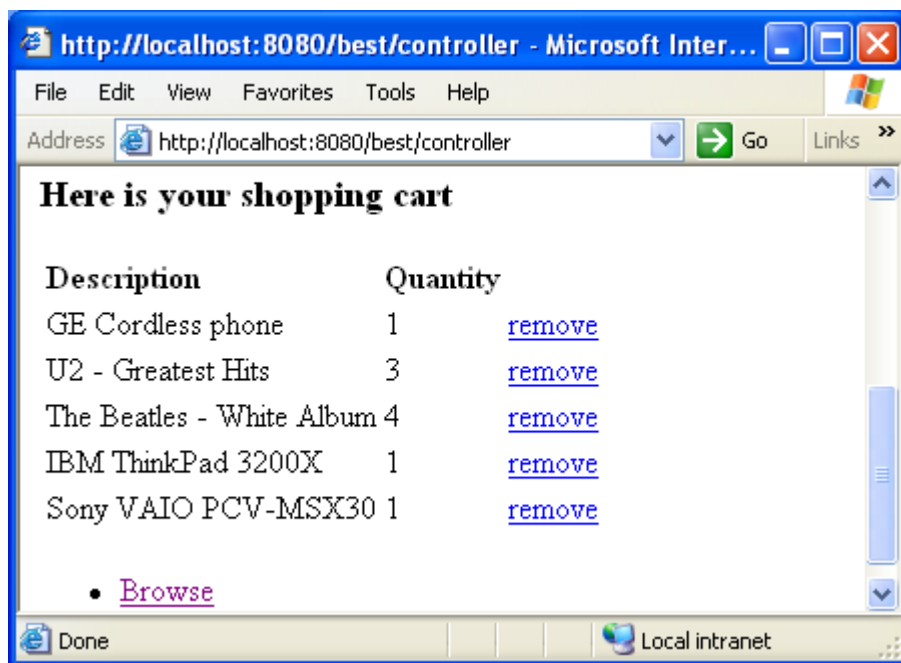 http://localhost:8080/best/controller - Microsoft Inter...
File Edit View Favorites Tools Help
Address http://localhost:8080/best/controller Go Links »
Here is your shopping cart
Description Quantity
GE Cordless phone 1 remove
U2 - Greatest Hits 3 remove
The Beatles - White Album 4 remove
IBM ThinkPad 3200X 1 remove
Sony VAIO PCV-MSX30 1 remove
• Browse
Done Local intranet